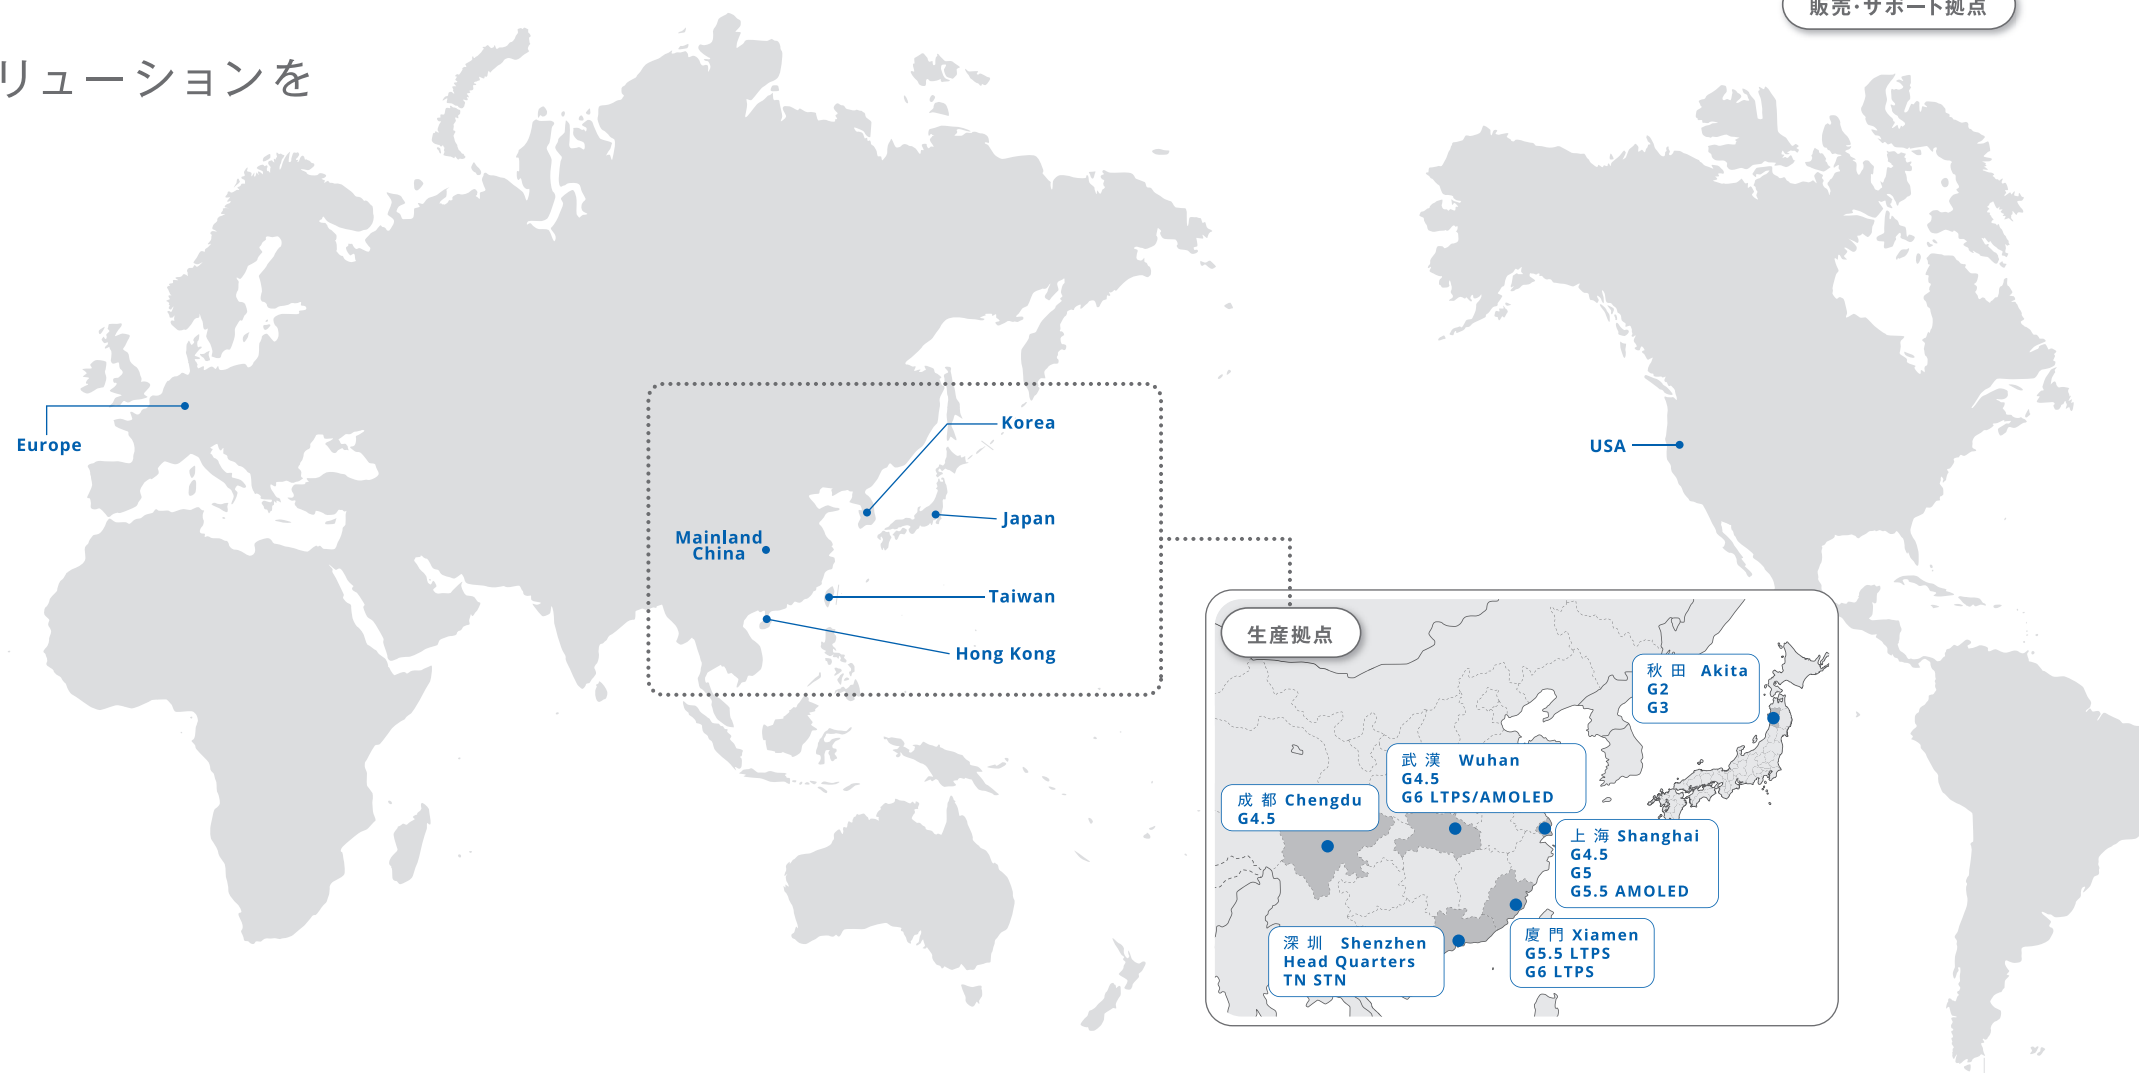 販売・サポート拠点
リューションを
Europe
Korea
Japan
Mainland
China
Taiwan
Hong Kong
USA
生産拠点
秋田 Akita
G2
G3
武漢 Wuhan
G4.5
G6 LTPS/AMOLED
成都 Chengdu
G4.5
上海 Shanghai
G4.5
G5
G5.5 AMOLED
深圳 Shenzhen
Head Quarters
TN STN
廈門 Xiamen
G5.5 LTPS
G6 LTPS